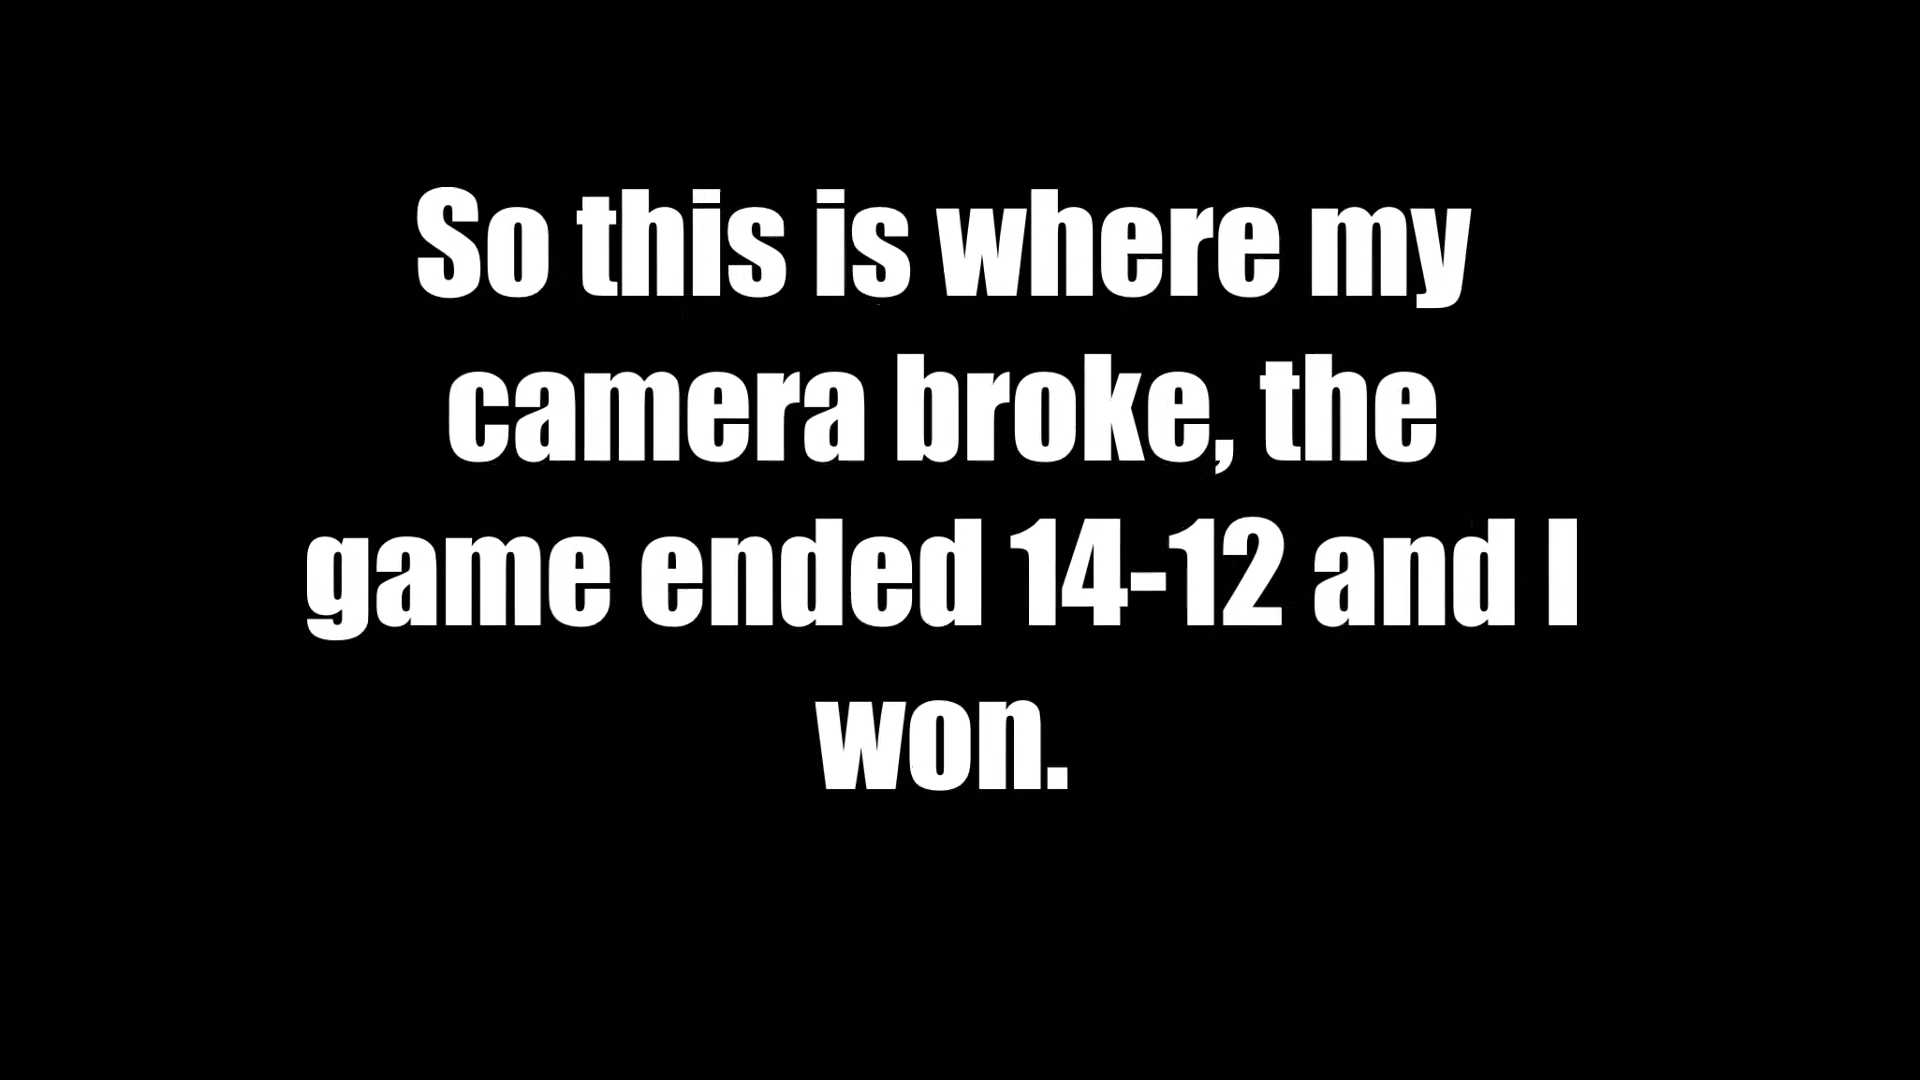 So this is where my
camera broke, the
game ended 14-12 and I
won.